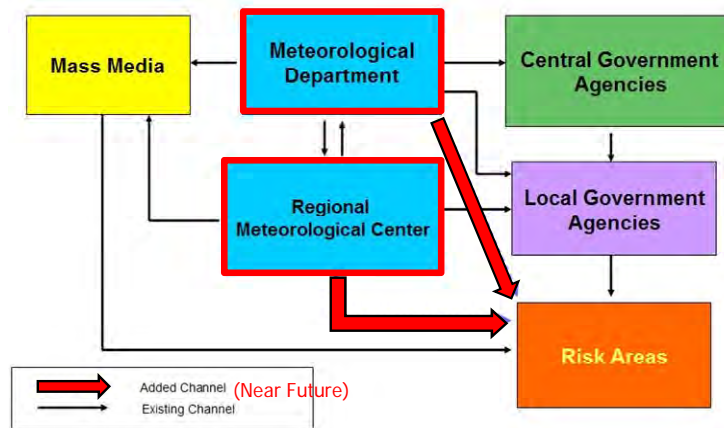 Mass Media
Meteorological
Department
Central Government
Agencies
Regional
Meteorological Center
Local Government
Agencies
Risk Areas
Added Channel (Near Future)
Existing Channel